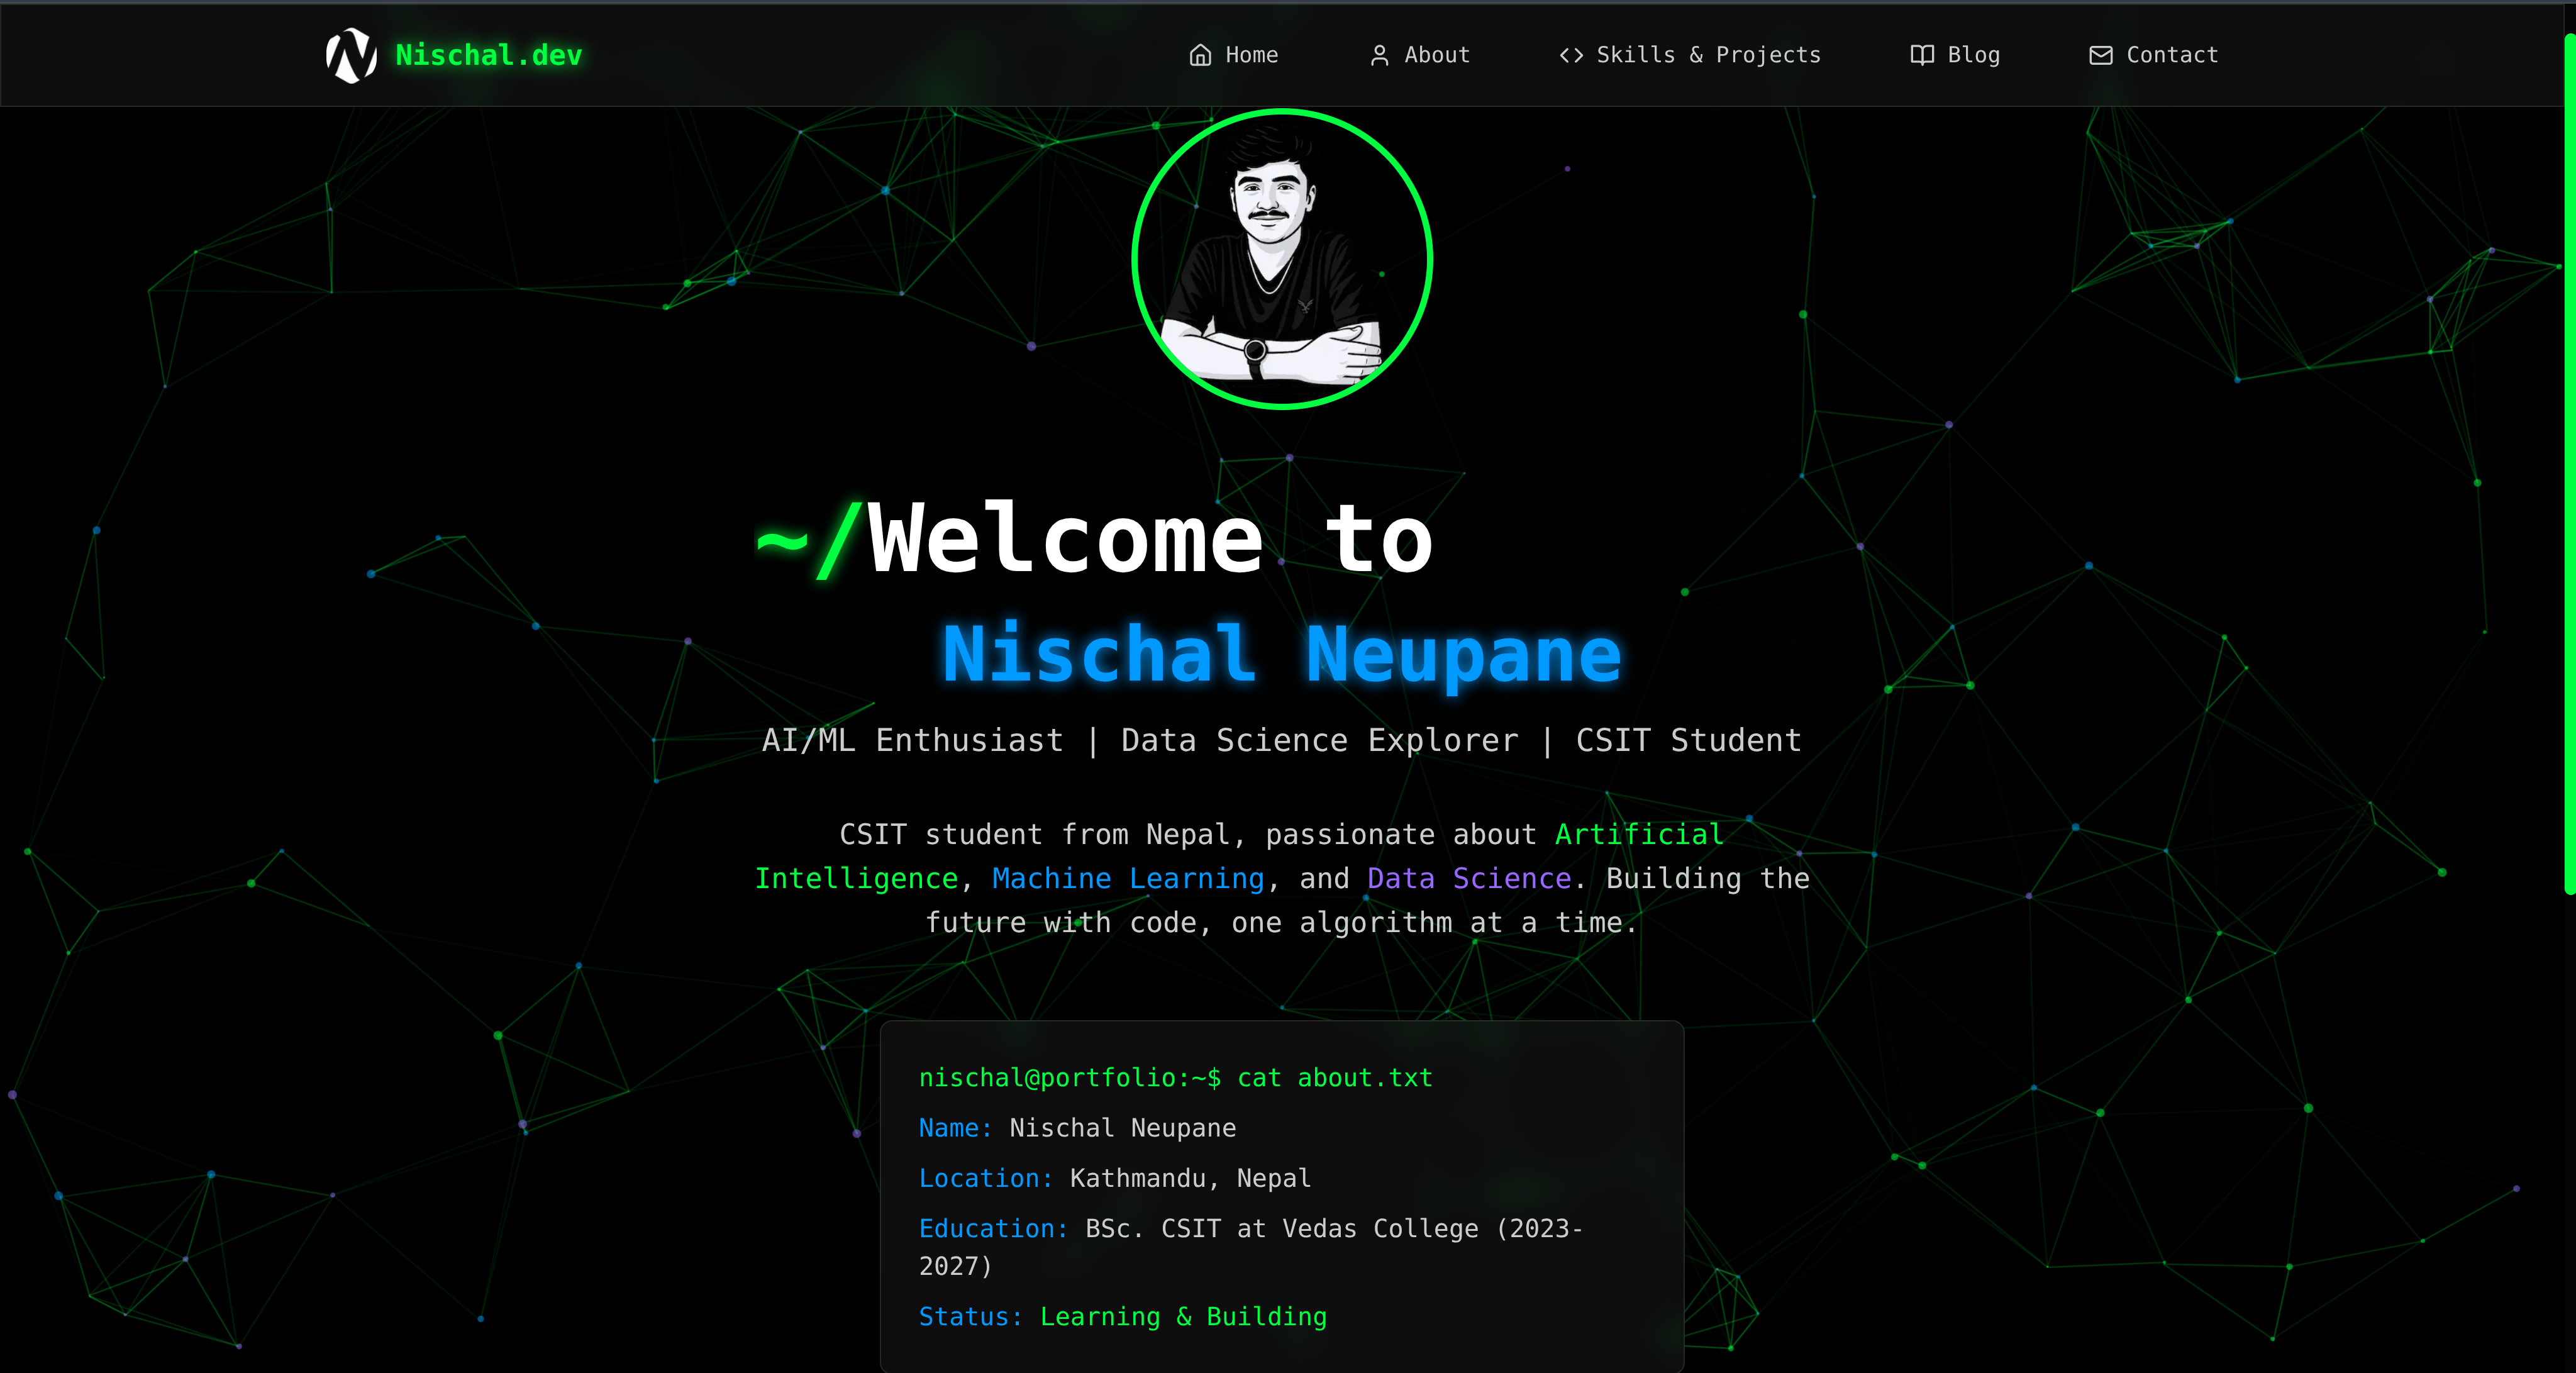 Nischal.dev
Home
About
Skills & Projects
Blog
Contact
~/Welcome to
Nischal Neupane
AI/ML Enthusiast | Data Science Explorer | CSIT Student
CSIT student from Nepal, passionate about Artificial
Intelligence, Machine Learning, and Data Science. Building the
future with code, one algorithm at a time.
nischal@portfolio:~$ cat about.txt
Name: Nischal Neupane
Location: Kathmandu, Nepal
Education: BSc. CSIT at Vedas College (2023-
2027)
Status: Learning & Building